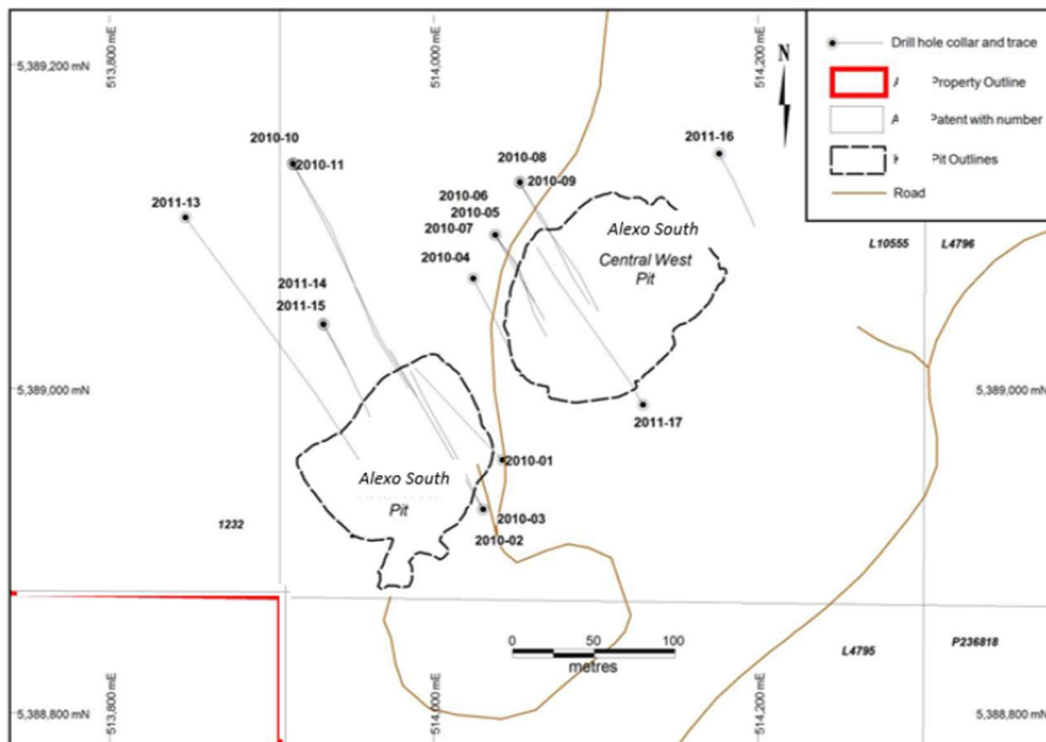 513,800 mE
514,000 mE
514,200 mE
5,389,200 mN
N
Drill hole collar and trace
A Property Outline
A Patent with number
K Pit Outlines
Road
2010-10
2010-11
2011-16
2010-08
2010-09
2010-06
2010-05
2010-07
2011-13
2010-04
Alexo South
Central West
Pit
L10555
L4796
2011-14
2011-15
5,389,000 mN
5,389,000 mN
2011-17
2010-01
Alexo South
Pit
2010-03
2010-02
1232
0
50
100
metres
L4795
P236818
5,388,800 mN
5,388,800 mN
513,800 mE
514,000 mE
514,200 mE